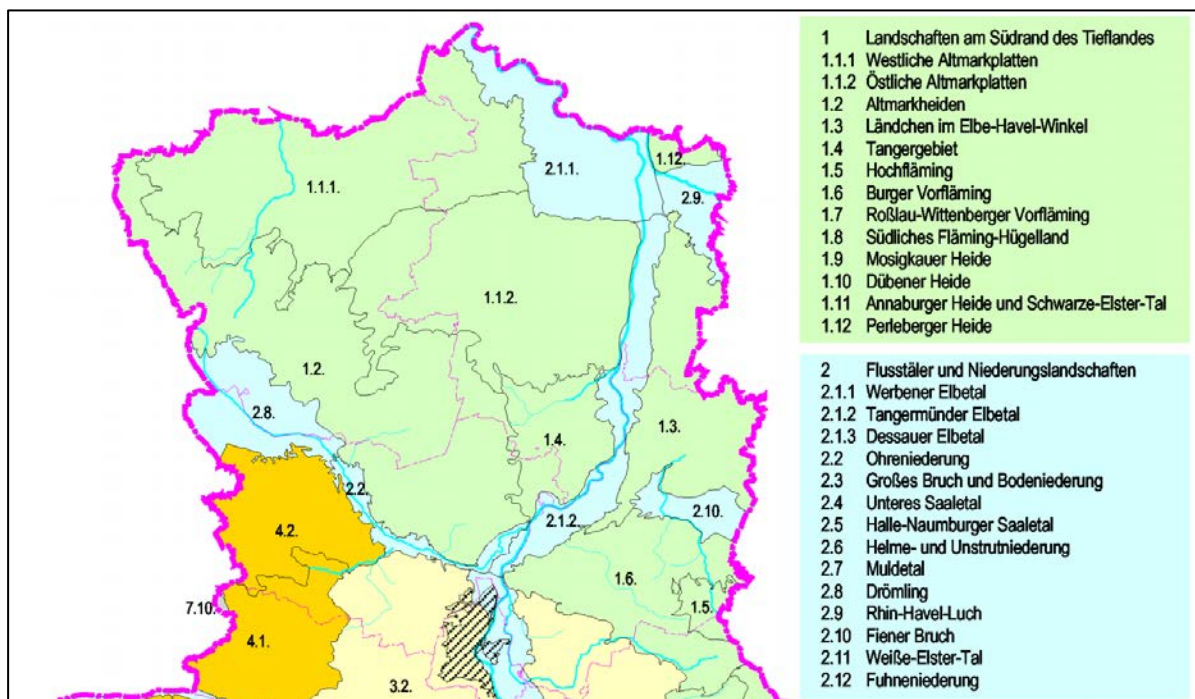 1.1.1.
2.1.1.
1.12.
2.9.
1.1.2.
1.2.
2.8.
1.4.
1.3.
2.2.
2.1.2.
2.10.
4.2.
1.6.
1.5.
7.10.
4.1.
3.2.
1 Landschaften am Südrand des Tieflandes
1.1.1 Westliche Altmarkplatten
1.1.2 Östliche Altmarkplatten
1.2 Altmarkheiden
1.3 Ländchen im Elbe-Havel-Winkel
1.4 Tangergebiet
1.5 Hochfläming
1.6 Burger Vorfläming
1.7 Roßlau-Wittenberger Vorfläming
1.8 Südliches Fläming-Hügelland
1.9 Mosigkauer Heide
1.10 Dübener Heide
1.11 Annaburger Heide und Schwarze-Elster-Tal
1.12 Perleberger Heide
2 Flusstäler und Niederungslandschaften
2.1.1 Werbener Elbetal
2.1.2 Tangermünder Elbetal
2.1.3 Dessauer Elbetal
2.2 Ohreniederung
2.3 Großes Bruch und Bodeniederung
2.4 Unteres Saaletal
2.5 Halle-Naumburger Saaletal
2.6 Helme- und Unstrutniederung
2.7 Muldetal
2.8 Drömling
2.9 Rhin-Havel-Luch
2.10 Fiener Bruch
2.11 Weiße-Elster-Tal
2.12 Fuhneniederung